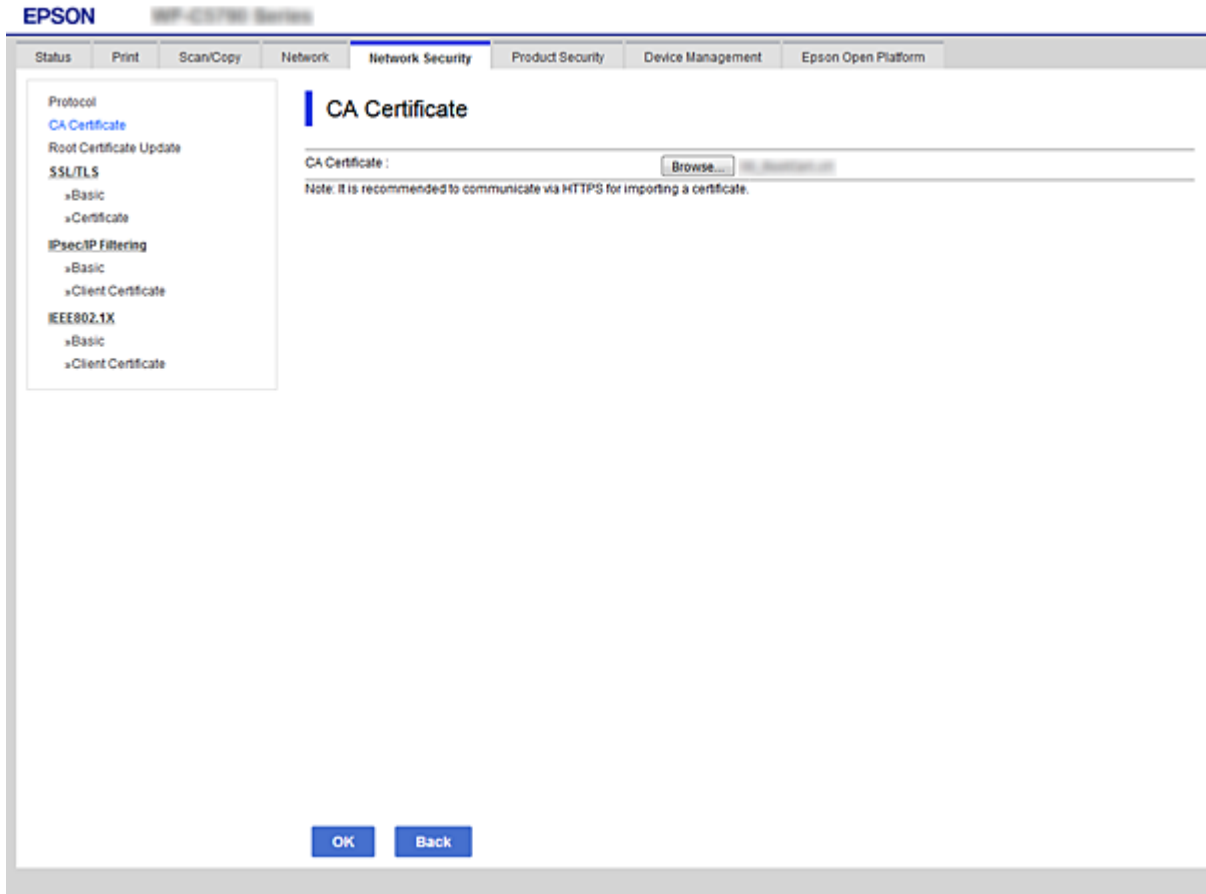 EPSON
Status Print Scan/Copy Network Network Security Product Security Device Management Epson Open Platform
Protocol
CA Certificate
Root Certificate Update
SSL/TLS
»Basic
»Certificate
IPsec/IP Filtering
»Basic
»Client Certificate
IEEE802.1X
»Basic
»Client Certificate
CA Certificate
CA Certificate : Browse...
Note: It is recommended to communicate via HTTPS for importing a certificate.
OK Back